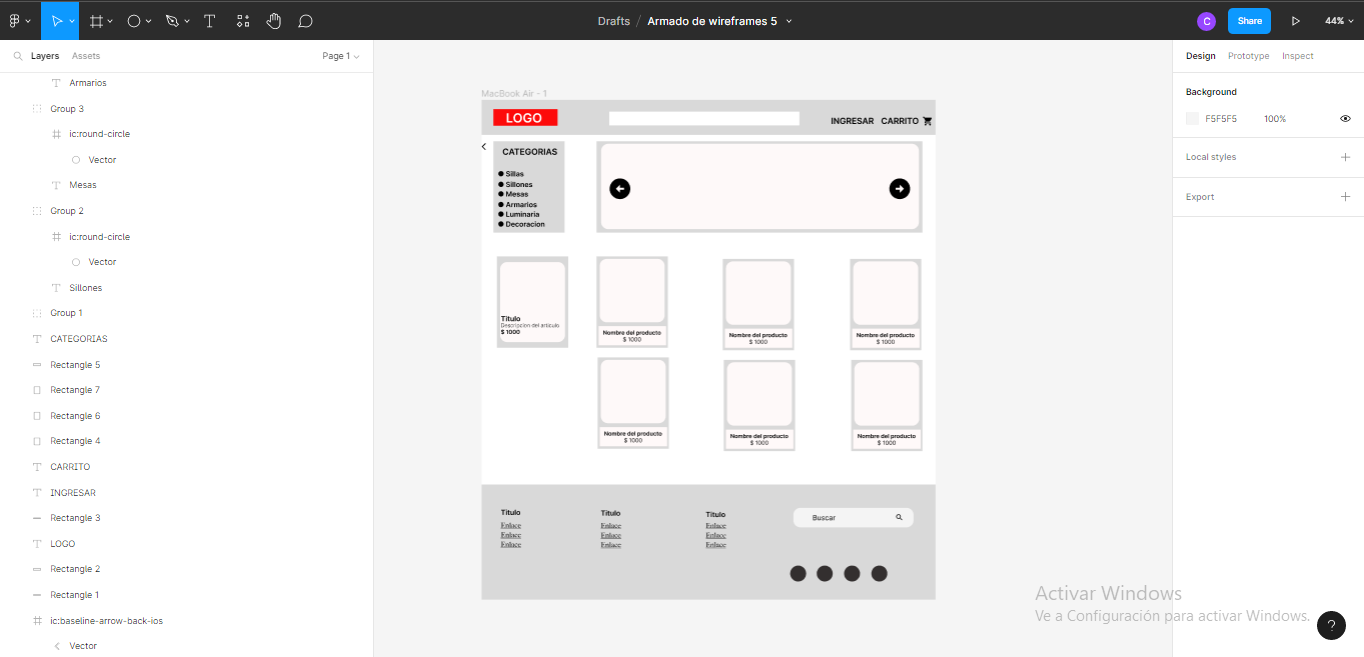 Drafts / Armado de wireframes 5
C
Share
44%
Layers
Assets
Page 1
Armarios
Group 3
ic:round-circle
Vector
Mesas
Group 2
ic:round-circle
Vector
Sillones
Group 1
CATEGORIAS
Rectangle 5
Rectangle 7
Rectangle 6
Rectangle 4
CARRITO
INGRESAR
Rectangle 3
LOGO
Rectangle 2
Rectangle 1
ic:baseline-arrow-back-ios
Vector
MacBook Air - 1
LOGO
INGRESAR CARRITO
CATEGORIAS
Sillas
Sillones
Mesas
Armarios
Luminaria
Decoracion
Titulo
Descripcion del articulo
$ 1000
Nombre del producto
$ 1000
Nombre del producto
$ 1000
Nombre del producto
$ 1000
Nombre del producto
$ 1000
Nombre del producto
$ 1000
Nombre del producto
$ 1000
Titulo
Enlace
Enlace
Enlace
Titulo
Enlace
Enlace
Enlace
Titulo
Enlace
Enlace
Enlace
Buscar
Design
Prototype
Inspect
Background
F5F5F5
100%
Local styles
Export
Activar Windows
Ve a Configuración para activar Windows.
?